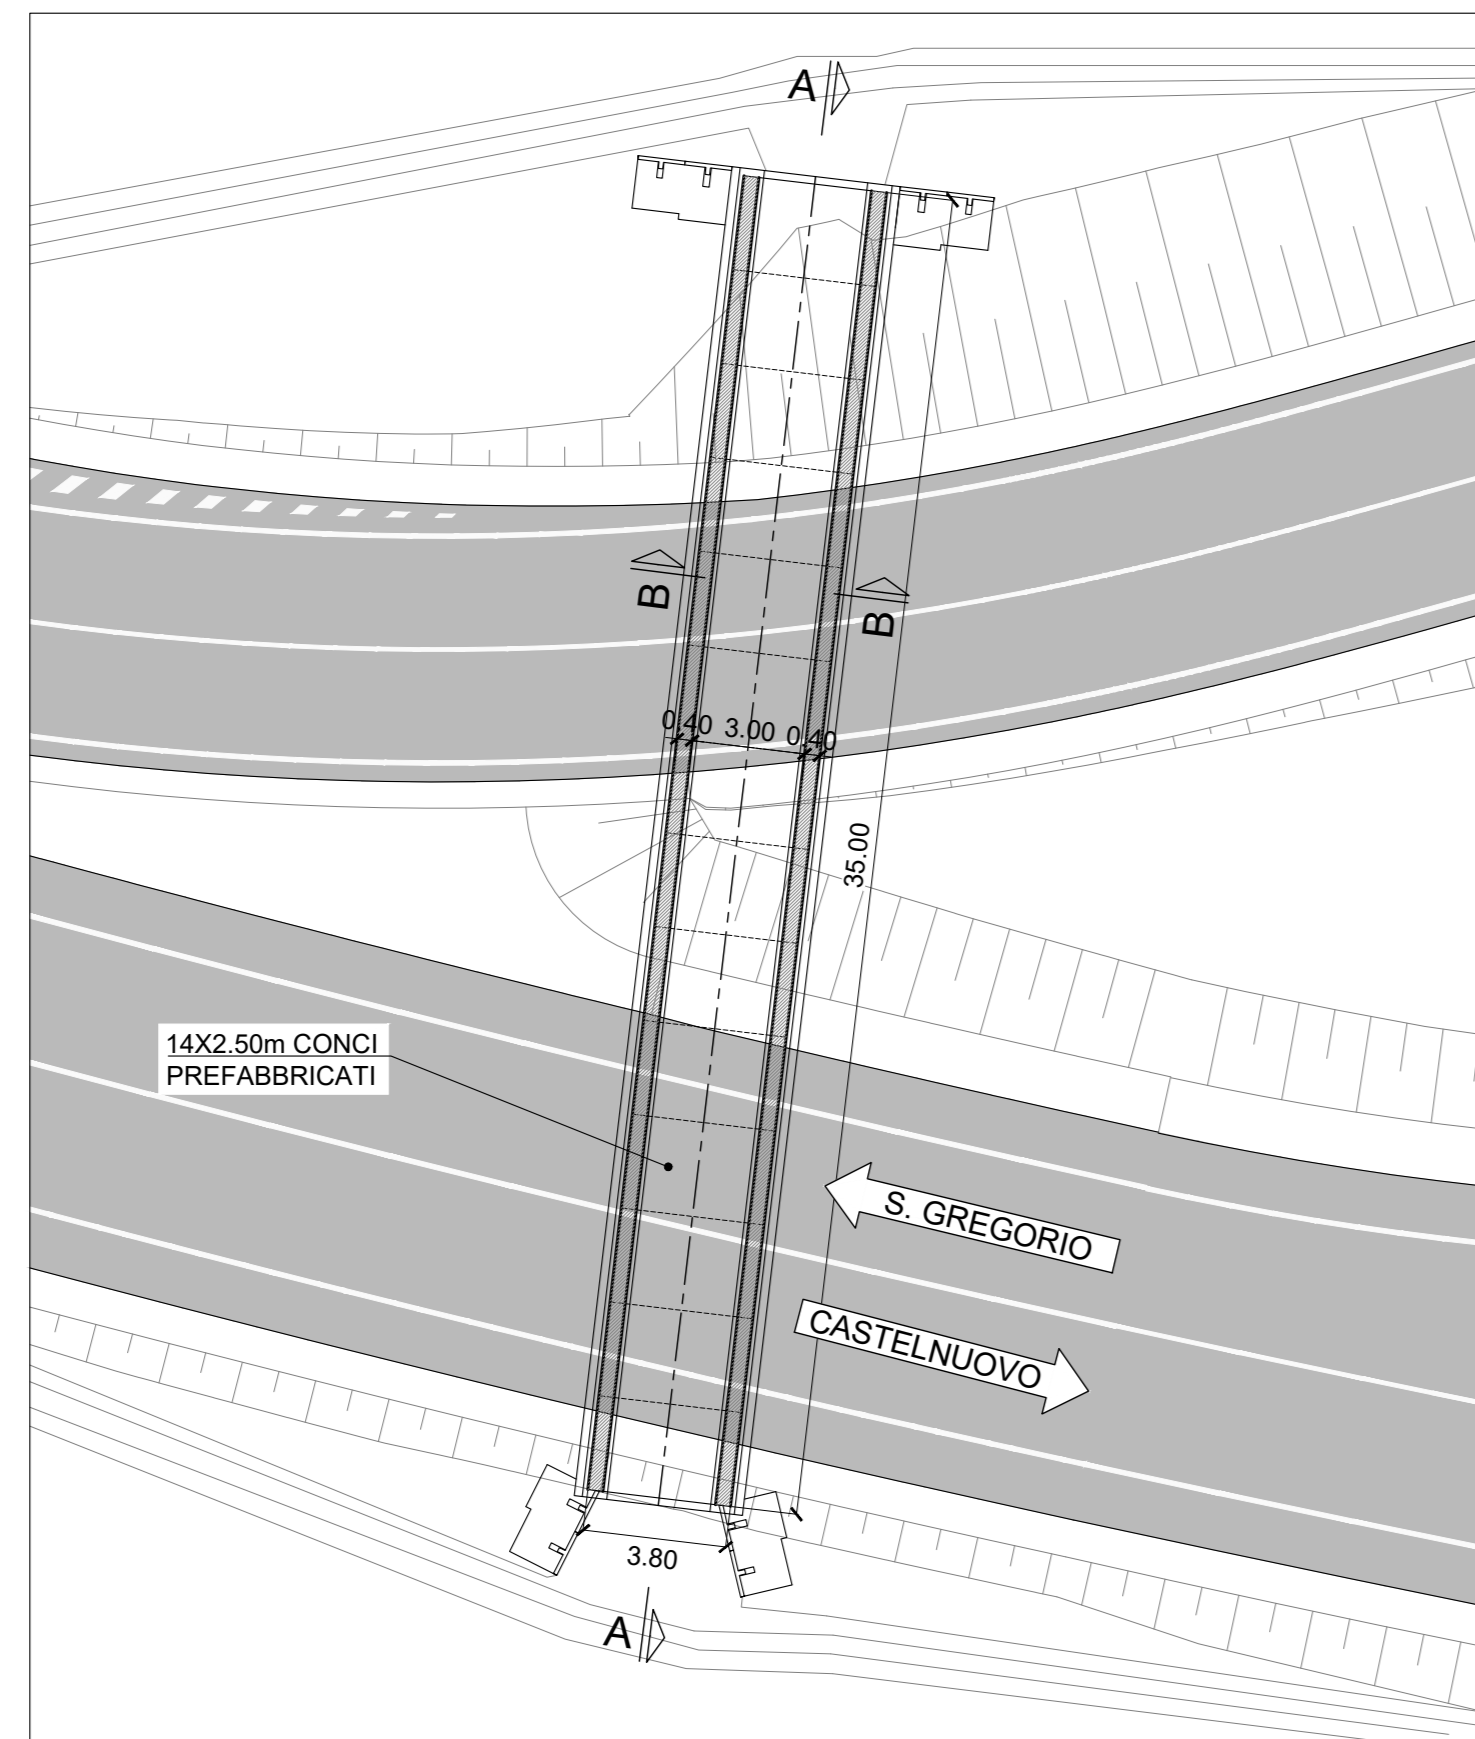 A
B
B
0.40
3.00
0.40
35.00
14X2.50m CONCI
PREFABBRICATI
S. GREGORIO
CASTELNUOVO
3.80
A